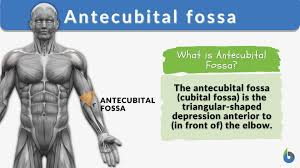 Antecubital fossa
What is Antecubital
Fossa?
ANTECUBITAL
FOSSA
The antecubital fossa
(cubital fossa) is the
triangular-shaped
depression anterior to
(in front of) the elbow.